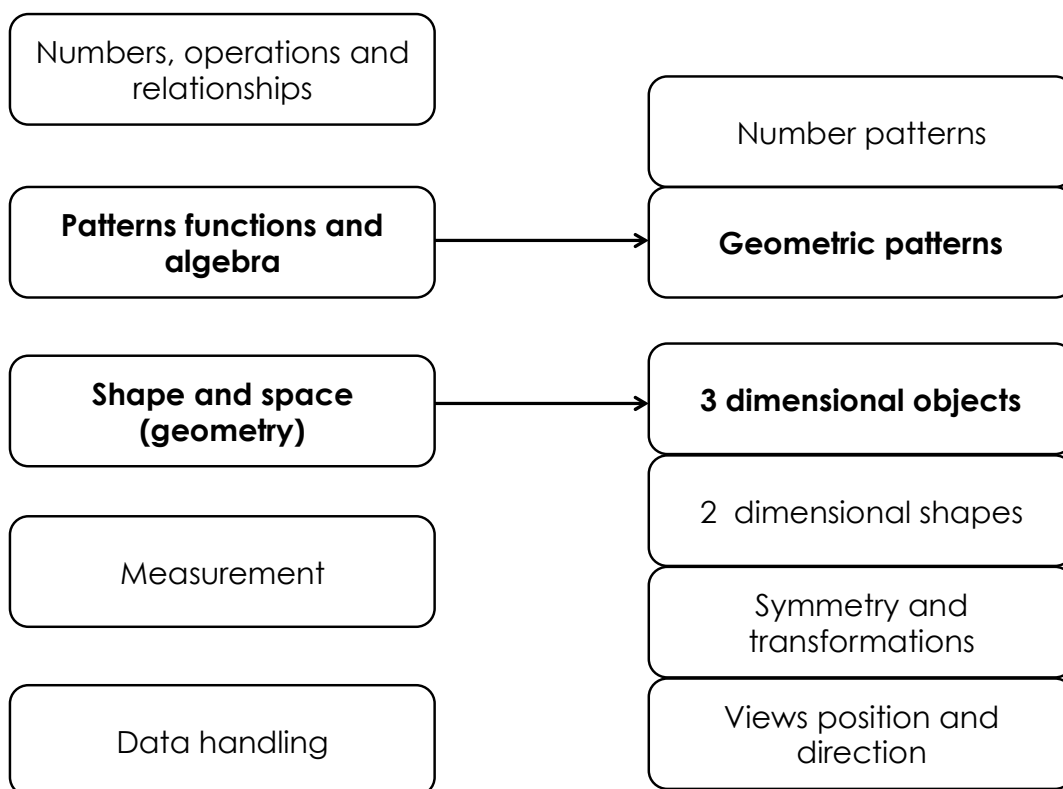 Numbers, operations and
relationships
Patterns functions and
algebra
Shape and space
(geometry)
Measurement
Data handling
Number patterns
Geometric patterns
3 dimensional objects
2 dimensional shapes
Symmetry and
transformations
Views position and
direction